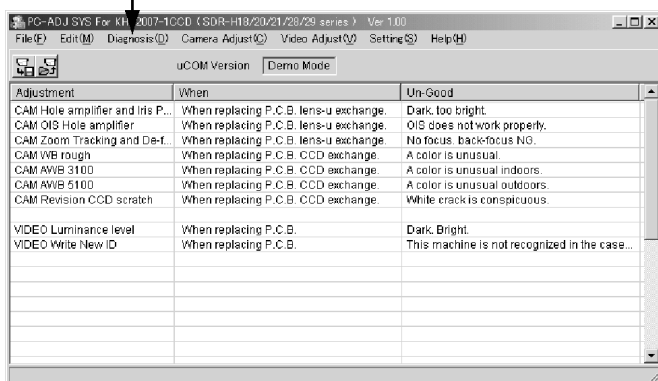 PC-ADJ SYS For KH 2007-1CCD (SDR-H18/20/21/28/29 series) Ver 1.00
File(F) Edit(M) Diagnosis(D) Camera Adjust(C) Video Adjust(V) Setting(S) Help(H)
uCOM Version Demo Mode
Adjustment When Un-Good
CAM Hole amplifier and Iris P... When replacing P.C.B. lens-u exchange. Dark. too bright.
CAM OIS Hole amplifier When replacing P.C.B. lens-u exchange. OIS does not work properly.
CAM Zoom Tracking and De-f... When replacing P.C.B. lens-u exchange. No focus. back-focus NG.
CAM WB rough When replacing P.C.B. CCD exchange. A color is unusual.
CAM AWB 3100 When replacing P.C.B. CCD exchange. A color is unusual indoors.
CAM AWB 5100 When replacing P.C.B. CCD exchange. A color is unusual outdoors.
CAM Revision CCD scratch When replacing P.C.B. CCD exchange. White crack is conspicuous.
VIDEO Luminance level When replacing P.C.B. Dark. Bright.
VIDEO Write New ID When replacing P.C.B. This machine is not recognized in the case...